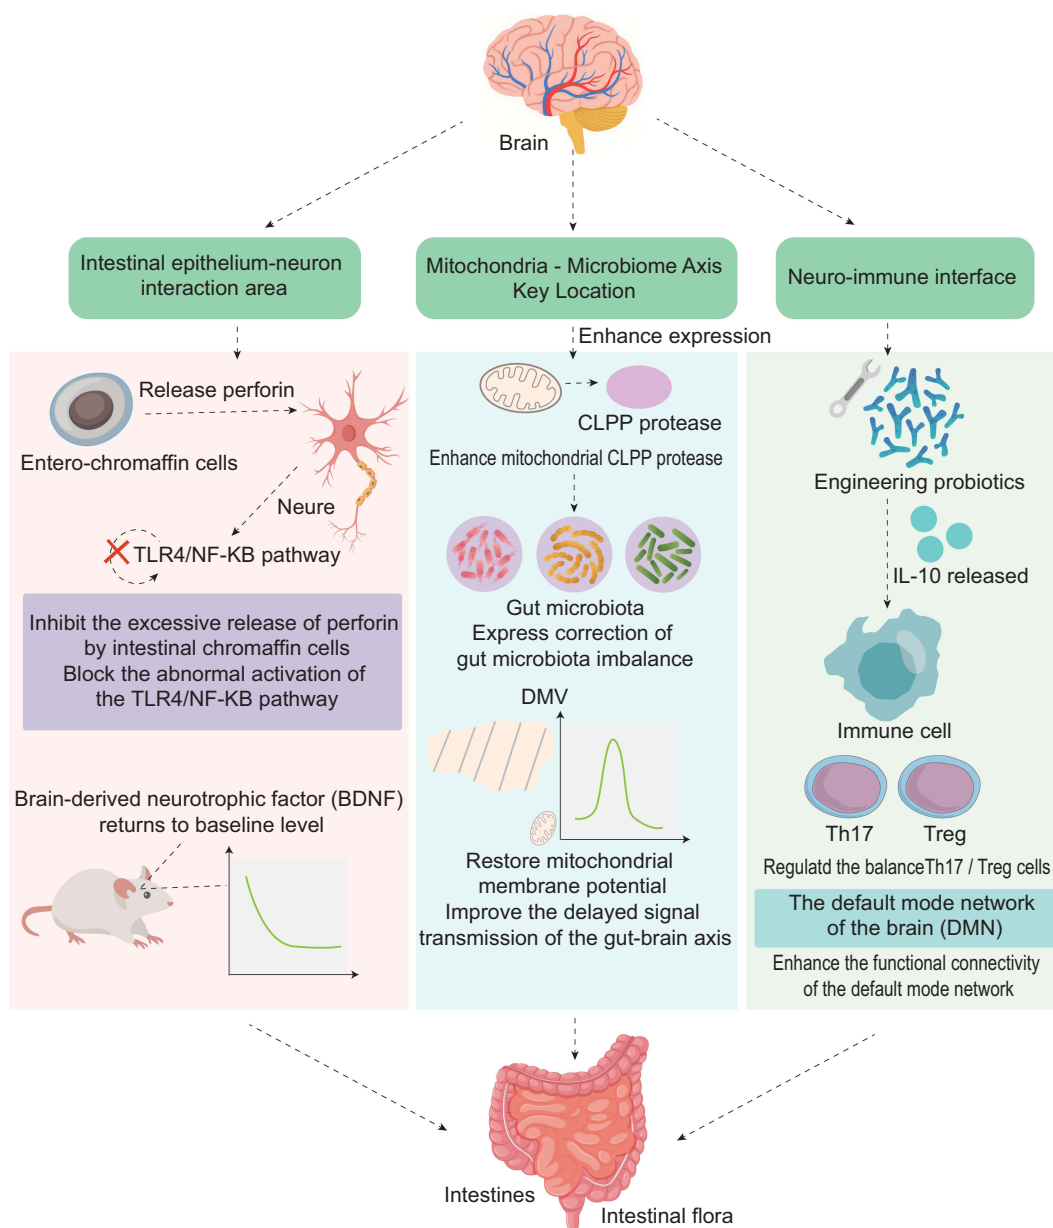 Brain
Intestinal epithelium-neuron
interaction area
Mitochondria - Microbiome Axis
Key Location
Neuro-immune interface
Release perforin
Entero-chromaffin cells
Neure
TLR4/NF-KB pathway
Inhibit the excessive release of perforin
by intestinal chromaffin cells
Block the abnormal activation of
the TLR4/NF-KB pathway
Brain-derived neurotrophic factor (BDNF)
returns to baseline level
Enhance expression
CLPP protease
Enhance mitochondrial CLPP protease
Gut microbiota
Express correction of
gut microbiota imbalance
DMV
Restore mitochondrial
membrane potential
Improve the delayed signal
transmission of the gut-brain axis
Engineering probiotics
IL-10 released
Immune cell
Th17
Treg
Regulatd the balanceTh17 / Treg cells
The default mode network
of the brain (DMN)
Enhance the functional connectivity
of the default mode network
Intestines
Intestinal flora